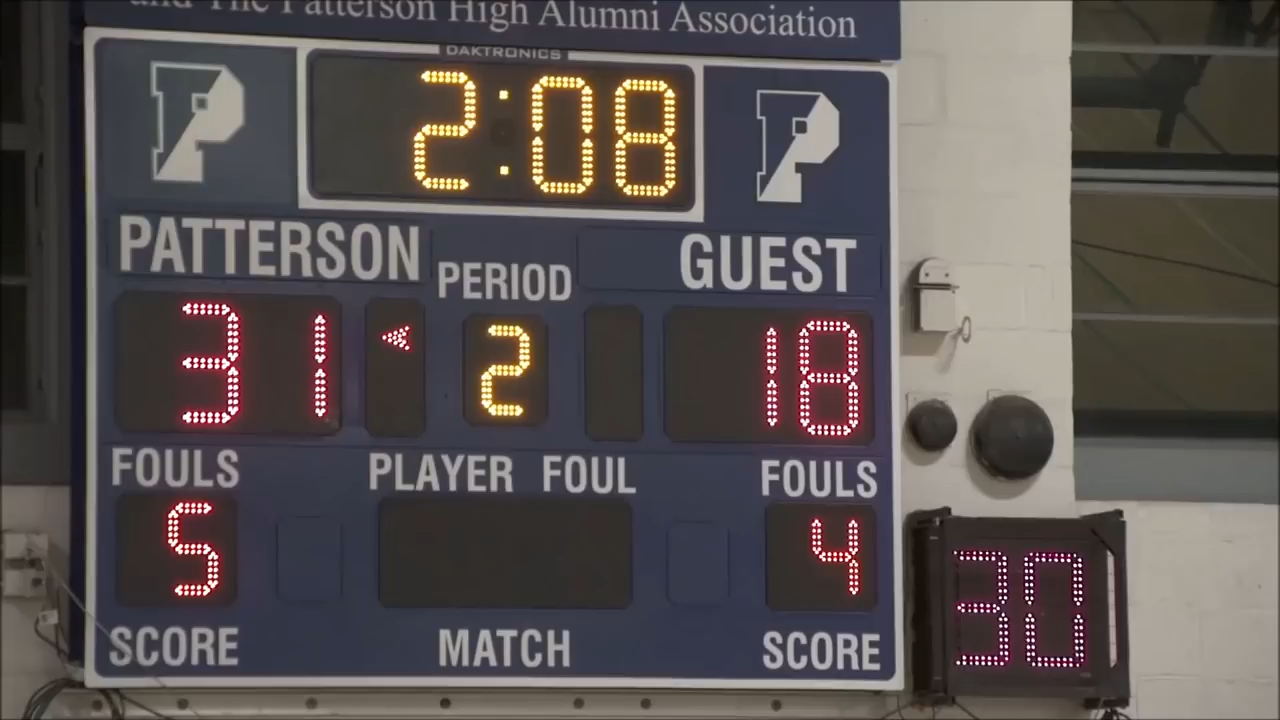 and The Patterson High Alumni Association
DAKTRONICS
P 2:08 P
PATTERSON PERIOD GUEST
31 2 18
FOULS PLAYER FOUL FOULS
5 4
30
SCORE MATCH SCORE